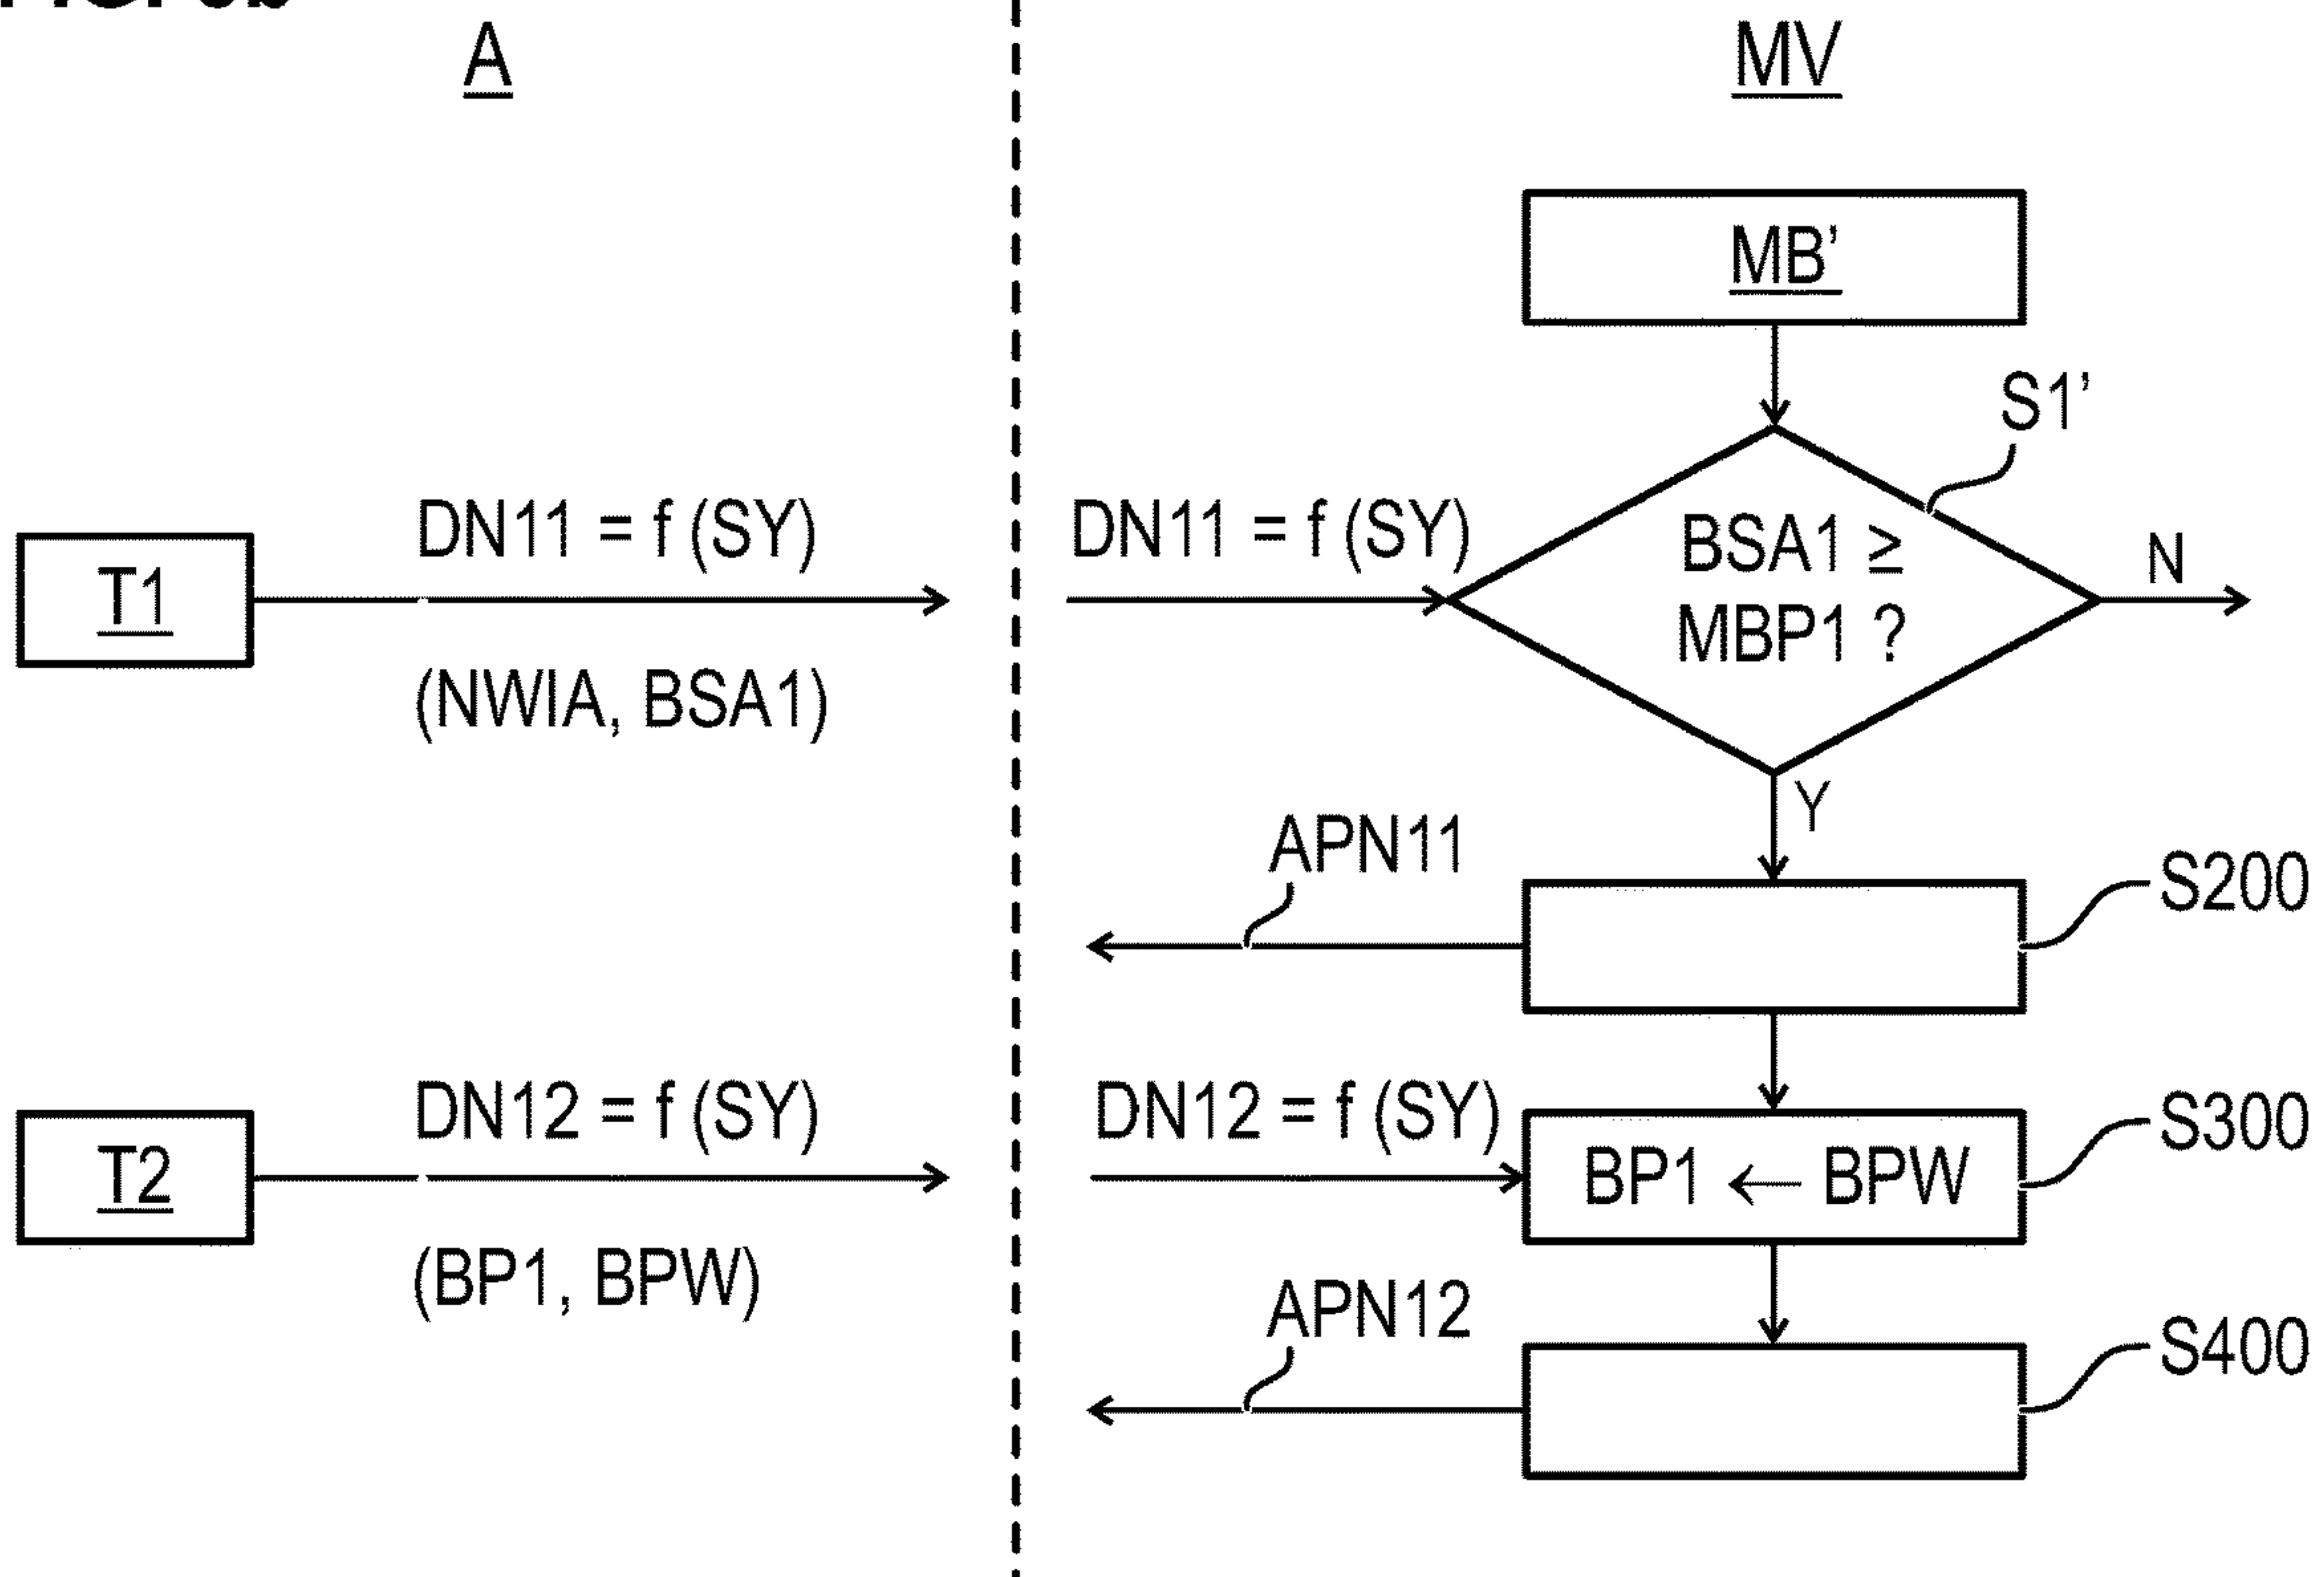 A
MV
MB’
S1’
DN11 = f (SY)
DN11 = f (SY)
BSA1 ≥
MBP1 ?
N
T1
(NWIA, BSA1)
Y
APN11
S200
DN12 = f (SY)
DN12 = f (SY)
S300
T2
BP1 ← BPW
(BP1, BPW)
APN12
S400